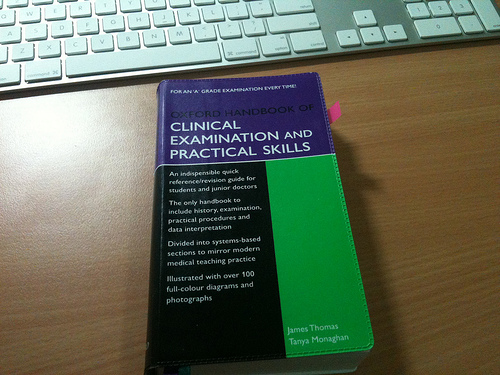 FOR AN 'A' GRADE EXAMINATION EVERY TIME!
OXFORD HANDBOOK OF
CLINICAL
EXAMINATION AND
PRACTICAL SKILLS
An indispensible quick
reference/revision guide for
students and junior doctors
The only handbook to
include history, examination,
practical procedures and
data interpretation
Divided into systems-based
sections to mirror modern
medical teaching practice
Illustrated with over 100
full-colour diagrams and
photographs
James Thomas
Tanya Monaghan